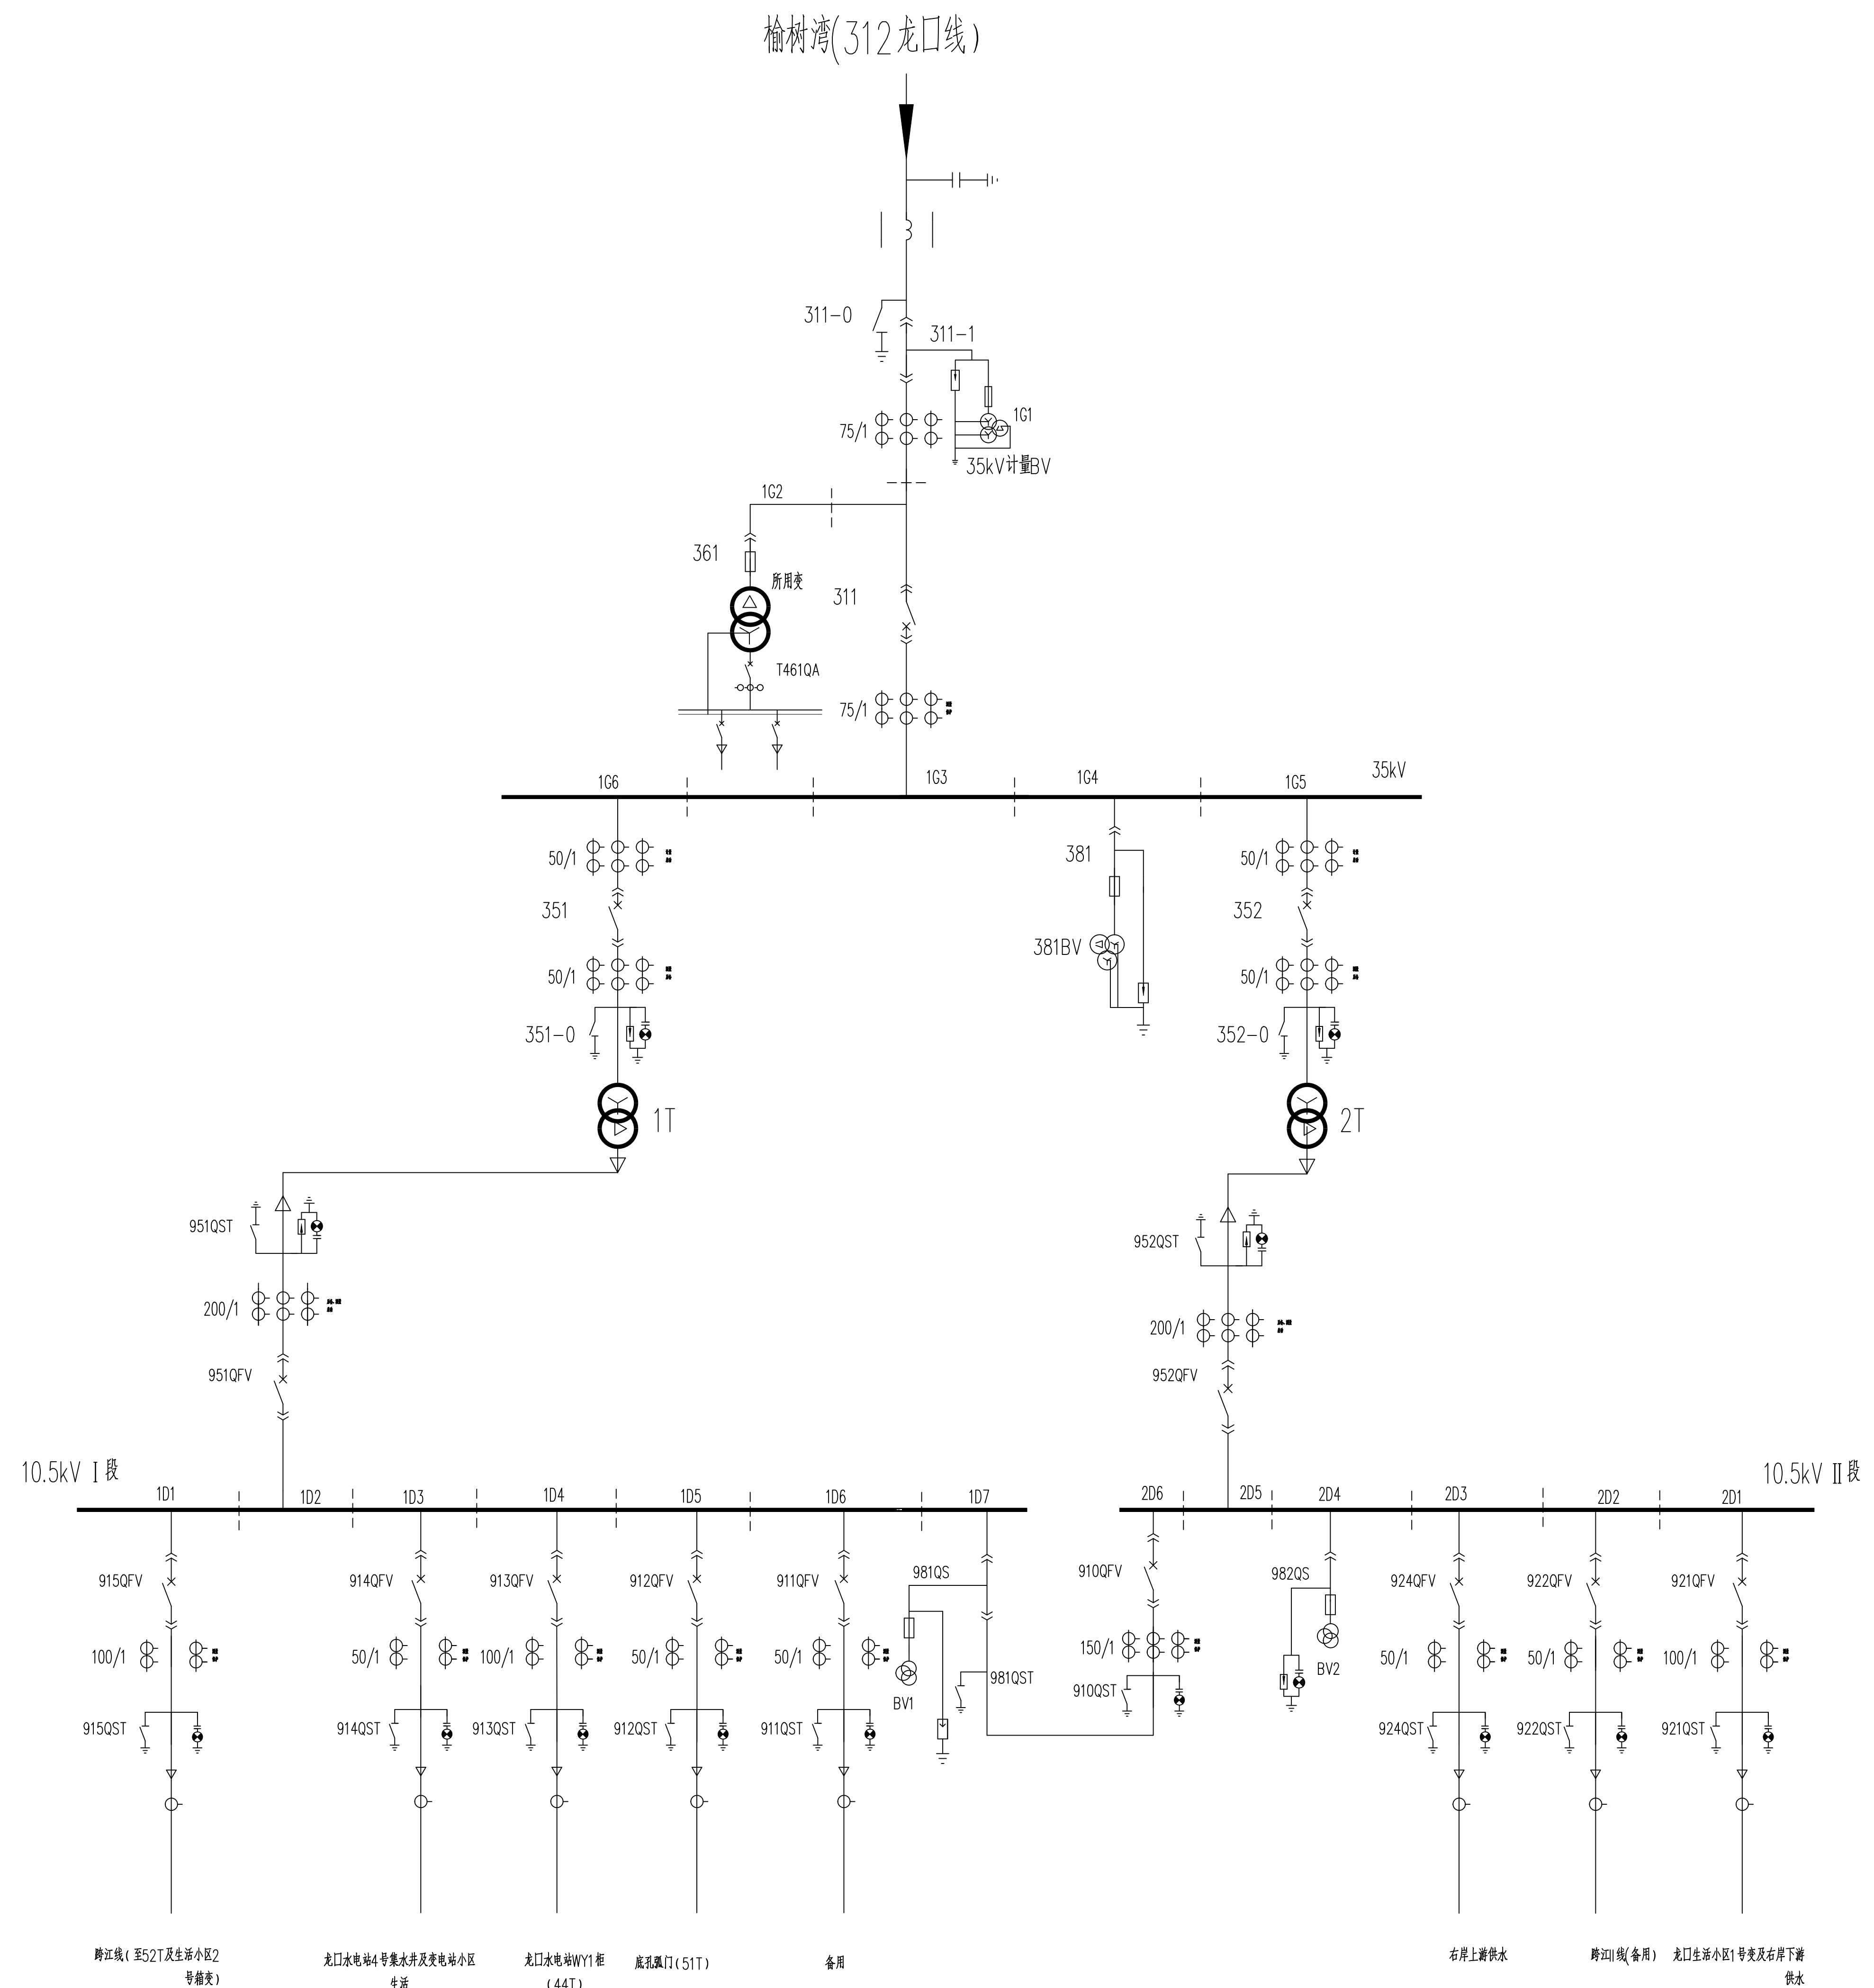 榆树湾(312龙口线)
311-0
311-1
75/1
1G1
35kV计量BV
1G2
361
所用变
311
T461QA
75/1
1G6
1G3
1G4
1G5
35kV
50/1
50/1
351
381
352
50/1
381BV
50/1
351-0
352-0
1T
2T
951QST
952QST
200/1
200/1
951QFV
952QFV
10.5kV Ⅰ段
10.5kV Ⅱ段
1D1
1D2
1D3
1D4
1D5
1D6
1D7
2D6
2D5
2D4
2D3
2D2
2D1
915QFV
914QFV
913QFV
912QFV
911QFV
981QS
910QFV
982QS
924QFV
922QFV
921QFV
100/1
50/1
100/1
50/1
50/1
150/1
50/1
50/1
100/1
BV1
981QST
910QST
BV2
915QST
914QST
913QST
912QST
911QST
924QST
922QST
921QST
跨江线(至52T及生活小区2
号箱变)
龙口水电站4号集水井及变电站小区
生活
龙口水电站WY1柜
(44T)
底孔弧门(51T)
备用
右岸上游供水
跨江II线(备用)
龙口生活小区1号变及右岸下游
供水